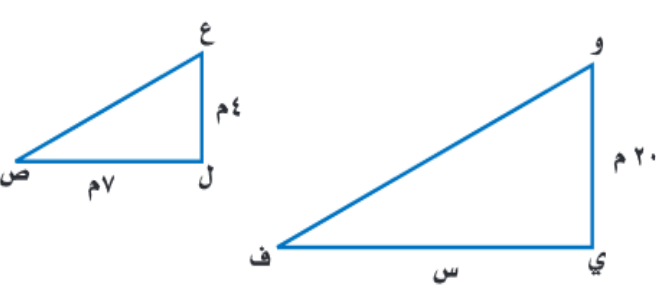 ع
٤م
ص
ل
٧م
و
٢٠ م
ف
ي
س